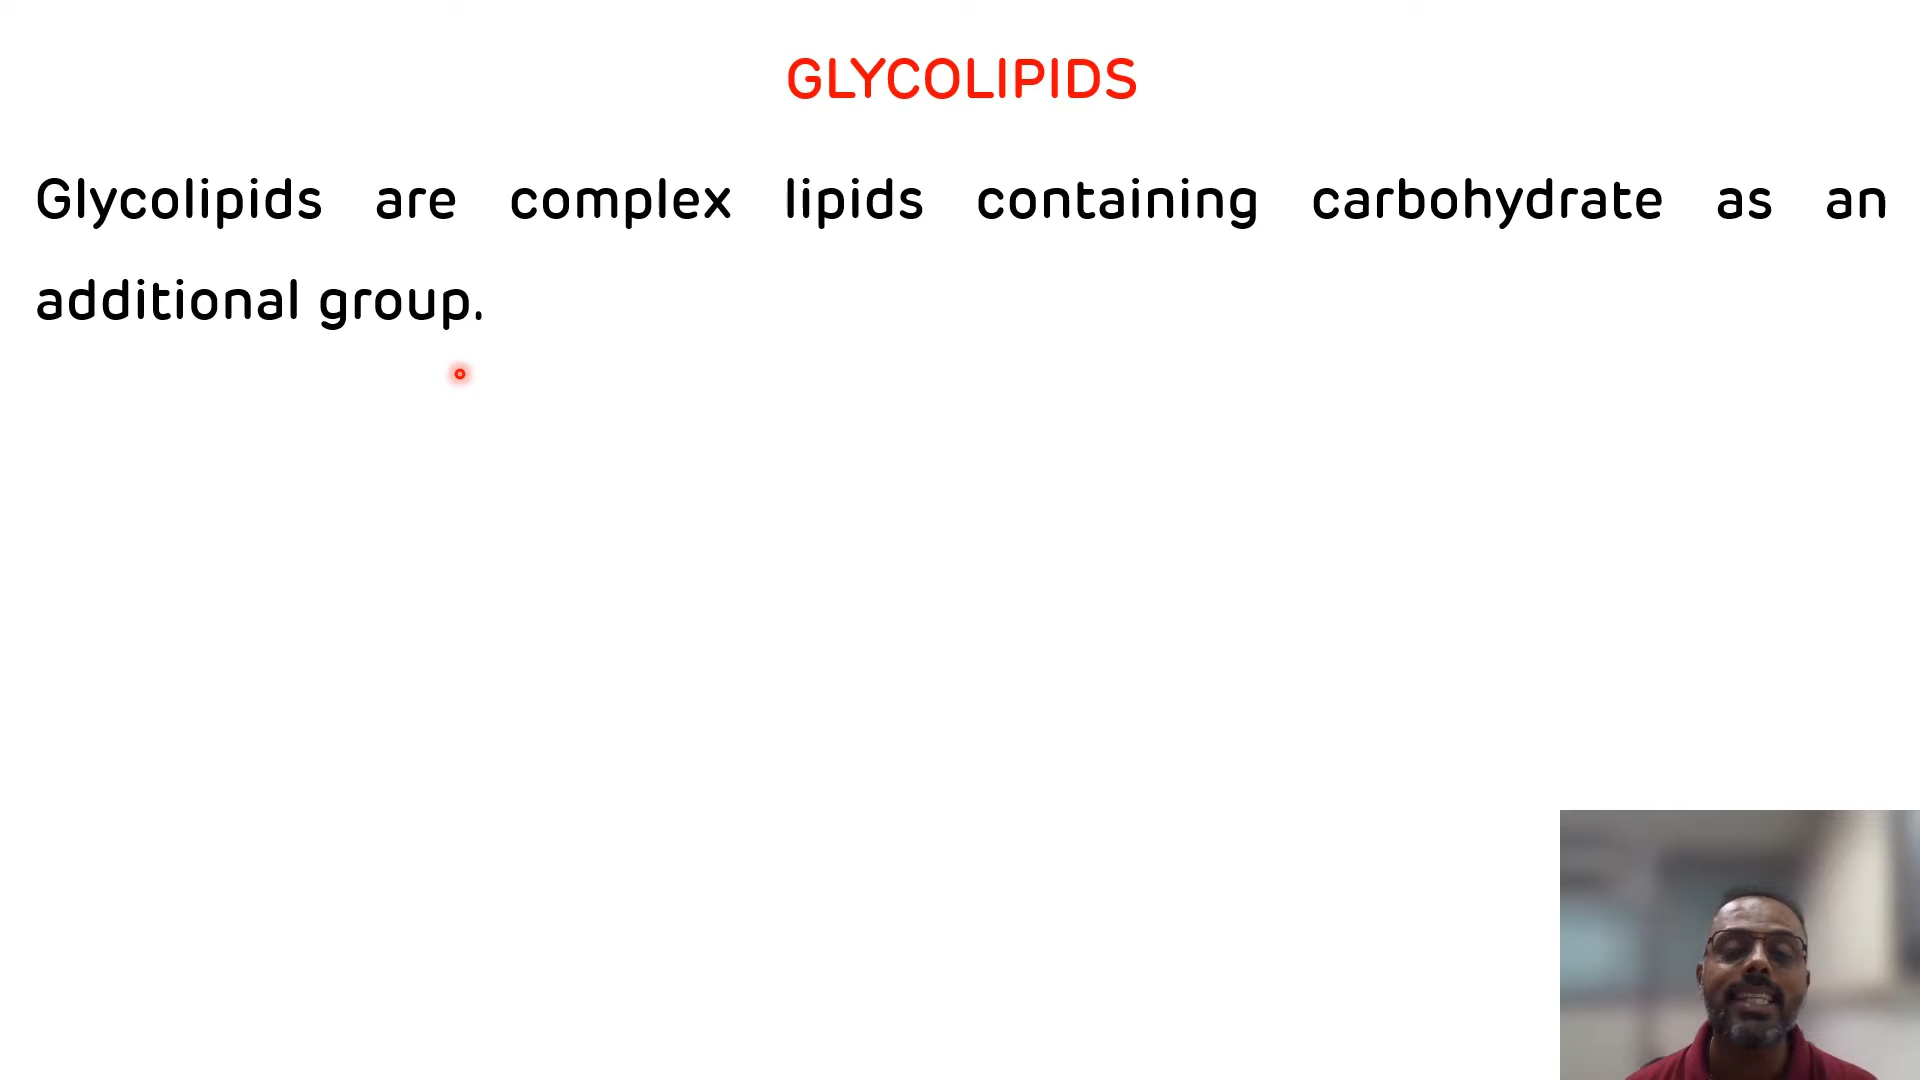 GLYCOLIPIDS
Glycolipids are complex lipids containing carbohydrate as an
additional group.